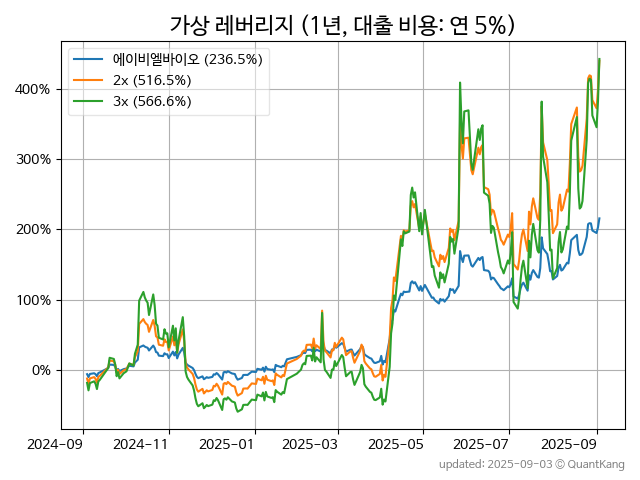 가상 레버리지 (1년, 대출 비용: 연 5%)
에이비엘바이오 (236.5%)
2x (516.5%)
3x (566.6%)
400%
300%
200%
100%
0%
2024-09
2024-11
2025-01
2025-03
2025-05
2025-07
2025-09
updated: 2025-09-03 © QuantKang